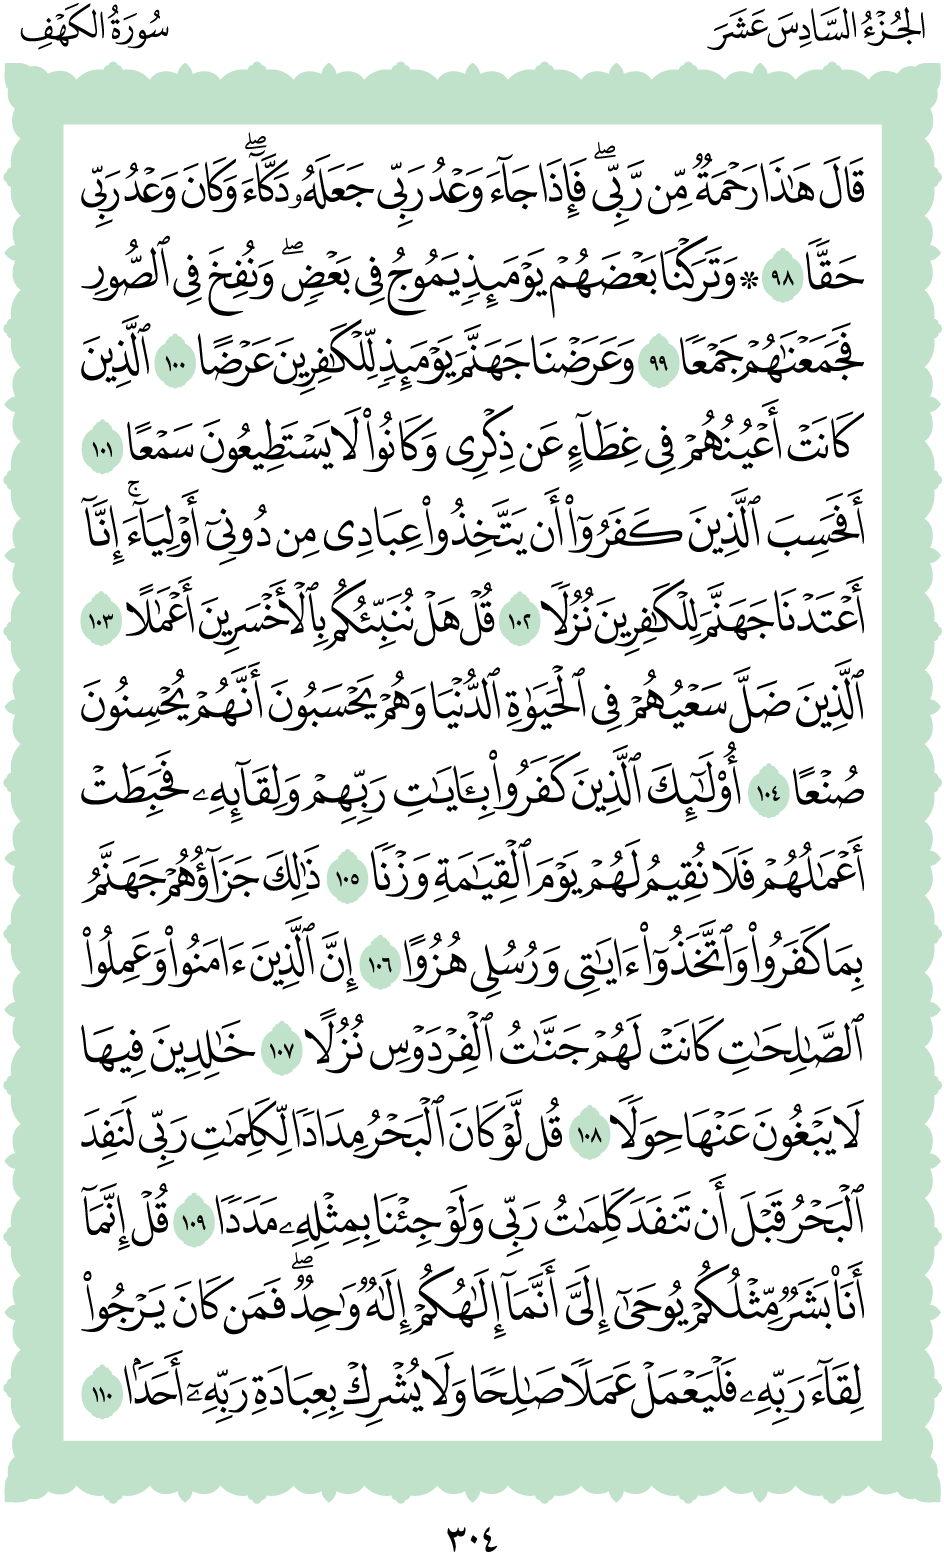 الجُزْءُ السَّادِسَ عَشَرَ
سُورَةُ الكَهْفِ
قَالَ هَٰذَا رَحْمَةٌ مِّن رَّبِّيۖ فَإِذَا جَآءَ وَعْدُ رَبِّي جَعَلَهُۥ دَكَّآءَۖ وَكَانَ وَعْدُ رَبِّي
حَقًّا ٩٨ ۞ وَتَرَكْنَا بَعْضَهُمْ يَوْمَئِذٍ يَمُوجُ فِي بَعْضٍۖ وَنُفِخَ فِي ٱلصُّورِ
فَجَمَعْنَٰهُمْ جَمْعًا ٩٩ وَعَرَضْنَا جَهَنَّمَ يَوْمَئِذٍ لِّلْكَٰفِرِينَ عَرْضًا ١٠٠ ٱلَّذِينَ
كَانَتْ أَعْيُنُهُمْ فِي غِطَآءٍ عَن ذِكْرِي وَكَانُوا۟ لَا يَسْتَطِيعُونَ سَمْعًا ١٠١
أَفَحَسِبَ ٱلَّذِينَ كَفَرُوٓا۟ أَن يَتَّخِذُوا۟ عِبَادِي مِن دُونِيٓ أَوْلِيَآءَۚ إِنَّآ
أَعْتَدْنَا جَهَنَّمَ لِلْكَٰفِرِينَ نُزُلًا ١٠٢ قُلْ هَلْ نُنَبِّئُكُم بِٱلْأَخْسَرِينَ أَعْمَٰلًا ١٠٣
ٱلَّذِينَ ضَلَّ سَعْيُهُمْ فِي ٱلْحَيَوٰةِ ٱلدُّنْيَا وَهُمْ يَحْسَبُونَ أَنَّهُمْ يُحْسِنُونَ
صُنْعًا ١٠٤ أُو۟لَٰٓئِكَ ٱلَّذِينَ كَفَرُوا۟ بِـَٔايَٰتِ رَبِّهِمْ وَلِقَآئِهِۦ فَحَبِطَتْ
أَعْمَٰلُهُمْ فَلَا نُقِيمُ لَهُمْ يَوْمَ ٱلْقِيَٰمَةِ وَزْنًا ١٠٥ ذَٰلِكَ جَزَآؤُهُمْ جَهَنَّمُ
بِمَا كَفَرُوا۟ وَٱتَّخَذُوٓا۟ ءَايَٰتِي وَرُسُلِي هُزُوًا ١٠٦ إِنَّ ٱلَّذِينَ ءَامَنُوا۟ وَعَمِلُوا۟
ٱلصَّٰلِحَٰتِ كَانَتْ لَهُمْ جَنَّٰتُ ٱلْفِرْدَوْسِ نُزُلًا ١٠٧ خَٰلِدِينَ فِيهَا
لَا يَبْغُونَ عَنْهَا حِوَلًا ١٠٨ قُل لَّوْ كَانَ ٱلْبَحْرُ مِدَادًا لِّكَلِمَٰتِ رَبِّي لَنَفِدَ
ٱلْبَحْرُ قَبْلَ أَن تَنفَدَ كَلِمَٰتُ رَبِّي وَلَوْ جِئْنَا بِمِثْلِهِۦ مَدَدًا ١٠٩ قُلْ إِنَّمَآ
أَنَا۠ بَشَرٌ مِّثْلُكُمْ يُوحَىٰٓ إِلَيَّ أَنَّمَآ إِلَٰهُكُمْ إِلَٰهٌ وَٰحِدٌۖ فَمَن كَانَ يَرْجُوا۟
لِقَآءَ رَبِّهِۦ فَلْيَعْمَلْ عَمَلًا صَٰلِحًا وَلَا يُشْرِكْ بِعِبَادَةِ رَبِّهِۦٓ أَحَدًۢا ١١٠
٣٠٤